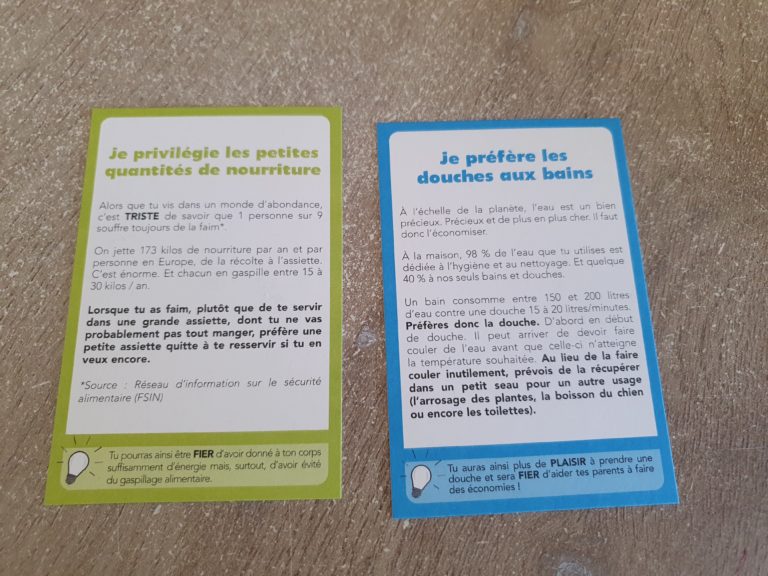 je privilégie les petites
quantités de nourriture
Alors que tu vis dans un monde d'abondance,
c'est TRISTE de savoir que 1 personne sur 9
souffre toujours de la faim*.
On jette 173 kilos de nourriture par an et par
personne en Europe, de la récolte à l'assiette.
C'est énorme. Et chacun en gaspille entre 15 à
30 kilos / an.
Lorsque tu as faim, plutôt que de te servir
dans une grande assiette, dont tu ne vas
probablement pas tout manger, préfère une
petite assiette quitte à te resservir si tu en
veux encore.
*Source : Réseau d'information sur le sécurité
alimentaire (FSIN)
Tu pourras ainsi être FIER d'avoir donné à ton corps
suffisamment d'énergie mais, surtout, d'avoir évité
du gaspillage alimentaire.
je préfère les
douches aux bains
À l'échelle de la planète, l'eau est un bien
précieux. Précieux et de plus en plus cher. Il faut
donc l'économiser.
À la maison, 98 % de l'eau que tu utilises est
dédiée à l'hygiène et au nettoyage. Et quelque
40 % à nos seuls bains et douches.
Un bain consomme entre 150 et 200 litres
d'eau contre une douche 15 à 20 litres/minutes.
Préfères donc la douche. D'abord en début
de douche. Il peut arriver de devoir faire
couler de l'eau avant que celle-ci n'atteigne
la température souhaitée. Au lieu de la faire
couler inutilement, prévois de la récupérer
dans un petit seau pour un autre usage
(l'arrosage des plantes, la boisson du chien
ou encore les toilettes).
Tu auras ainsi plus de PLAISIR à prendre une
douche et sera FIER d'aider tes parents à faire
des économies !